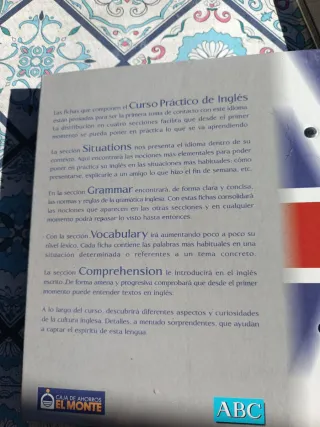 Las fichas que componen el Curso Práctico de Inglés
están pensadas para ser la primera toma de contacto con este idioma.
La distribución en cuatro secciones facilita que desde el primer
momento se pueda poner en práctica lo que se va aprendiendo.
La sección Situations nos presenta el idioma dentro de su
contexto. Aquí encontrará las nociones más elementales para poder
poner en práctica su inglés en las situaciones más habituales, cómo
presentarse, explicarle a un amigo lo que hizo el fin de semana, etc.
En la sección Grammar encontrará, de forma clara y concisa,
las normas y reglas de la gramática inglesa. Con estas fichas consolidará
las nociones que aparecen en las otras secciones y en cualquier
momento podrá repasar lo visto hasta entonces.
Con la sección Vocabulary irá aumentando poco a poco su
nivel léxico. Cada ficha contiene las palabras más habituales en una
situación determinada o referentes a un tema concreto.
La sección Comprehension le introducirá en el inglés
escrito. De forma amena y progresiva comprobará que desde el primer
momento puede entender textos en inglés.
A lo largo del curso, descubrirá diferentes aspectos y curiosidades
de la cultura inglesa. Detalles, a menudo sorprendentes, que ayudan
a captar el espíritu de esta lengua.
CAJA DE AHORROS
EL MONTE
ABC